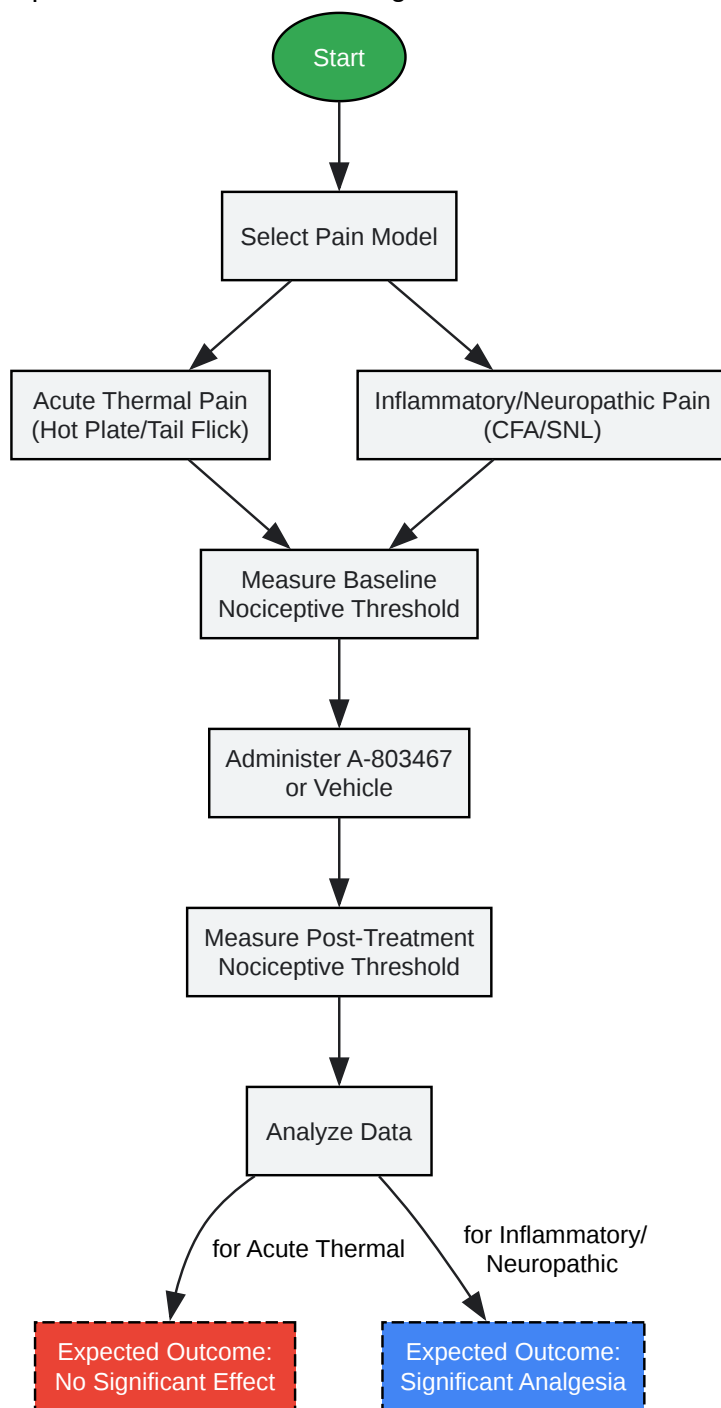 Start
Select Pain Model
Acute Thermal Pain
(Hot Plate/Tail Flick)
Inflammatory/Neuropathic Pain
(CFA/SNL)
Measure Baseline
Nociceptive Threshold
Administer A-803467
or Vehicle
Measure Post-Treatment
Nociceptive Threshold
Analyze Data
for Acute Thermal
for Inflammatory/
Neuropathic
Expected Outcome:
No Significant Effect
Expected Outcome:
Significant Analgesia